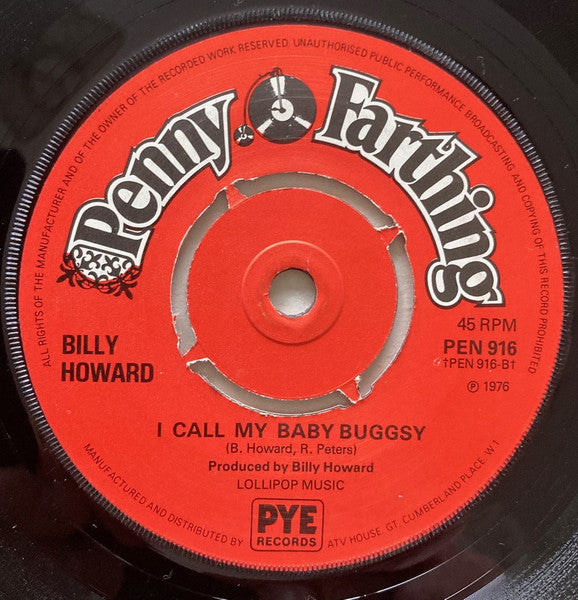 ALL RIGHTS OF THE MANUFACTURER AND OF THE OWNER OF THE RECORDED WORK RESERVED. UNAUTHORISED PUBLIC PERFORMANCE BROADCASTING AND COPYING OF THIS RECORD PROHIBITED
Penny Farthing
45 RPM
PEN 916
†PEN 916-B†
℗ 1976
BILLY
HOWARD
I CALL MY BABY BUGGSY
(B. Howard, R. Peters)
Produced by Billy Howard
LOLLIPOP MUSIC
PYE
RECORDS
MANUFACTURED AND DISTRIBUTED BY ATV HOUSE GT. CUMBERLAND PLACE. W.1